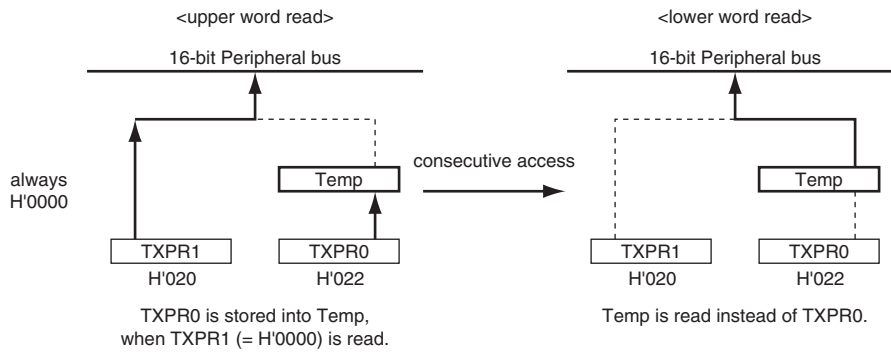 <upper word read>
16-bit Peripheral bus
always
H'0000
Temp
TXPR1
TXPR0
H'020
H'022
TXPR0 is stored into Temp,
when TXPR1 (= H'0000) is read.
consecutive access
<lower word read>
16-bit Peripheral bus
Temp
TXPR1
TXPR0
H'020
H'022
Temp is read instead of TXPR0.